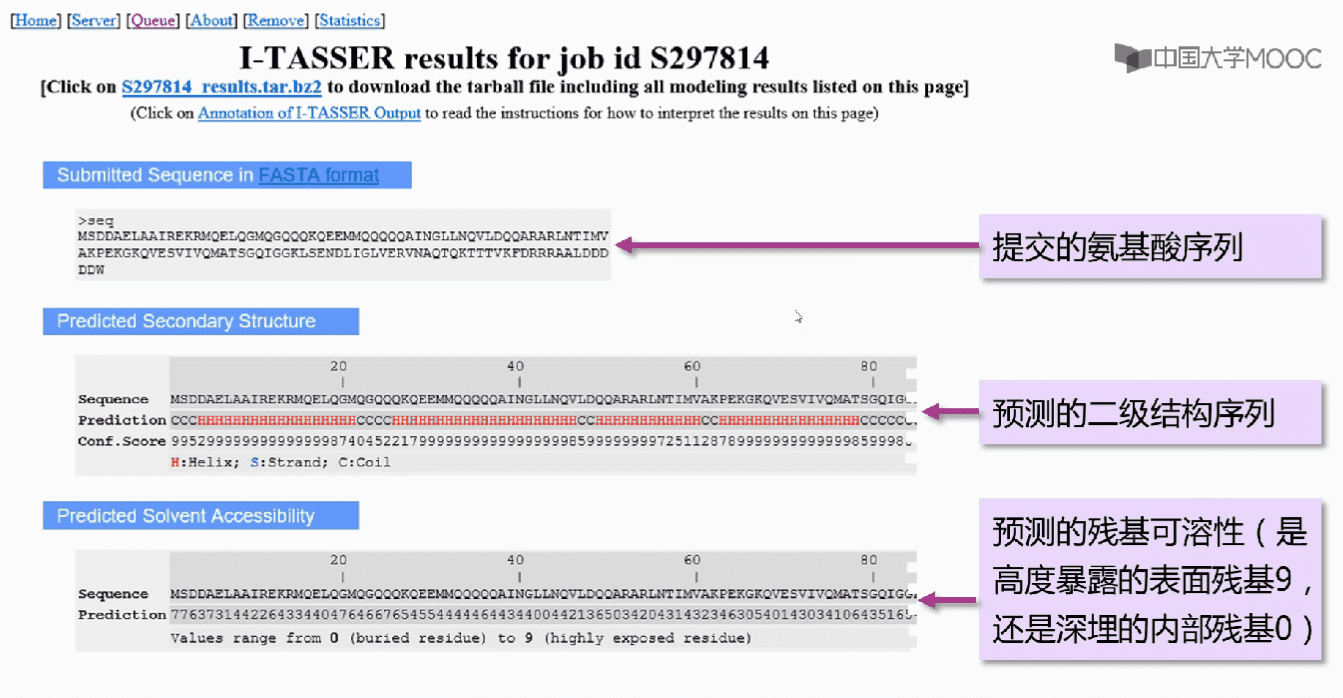 [Home] [Server] [Queue] [About] [Remove] [Statistics]
I-TASSER results for job id S297814
中国大学MOOC
[Click on S297814_results.tar.bz2 to download the tarball file including all modeling results listed on this page]
(Click on Annotation of I-TASSER Output to read the instructions for how to interpret the results on this page)
Submitted Sequence in FASTA format
>seq
MSDDAELAAIREKRMQELQGMQGQQQKQEEMMQQQQQAINGLLNQVLDQQARARLNTIMV
AKPEKGKQVESVIVQMATSGQIGGKLSENDLIGLVERVNAQTQKTTTVKFDRRRAALDDD
DDW
提交的氨基酸序列
Predicted Secondary Structure
20 40 60 80
Sequence MSDDAELAAIREKRMQELQGMQGQQQKQEEMMQQQQQAINGLLNQVLDQQARARLNTIMVAKPEKGKQVESVIVQMATSGQIG
Prediction CCCHHHHHHHHHHHHHHHHHHCCCCHHHHHHHHHHHHHHHHHHHHHCCHHHHHHHHHHHHCCHHHHHHHHHHHHHHHHCCCCC
Conf.Score 99529999999999999874045221799999999999999999859999999997251128789999999999999859998
H:Helix; S:Strand; C:Coil
预测的二级结构序列
Predicted Solvent Accessibility
20 40 60 80
Sequence MSDDAELAAIREKRMQELQGMQGQQQKQEEMMQQQQQAINGLLNQVLDQQARARLNTIMVAKPEKGKQVESVIVQMATSGQIG
Prediction 7763731442264334404764667654554444464434400442136503420431432346305401430341064351
Values range from 0 (buried residue) to 9 (highly exposed residue)
预测的残基可溶性（是
高度暴露的表面残基9，
还是深埋的内部残基0）